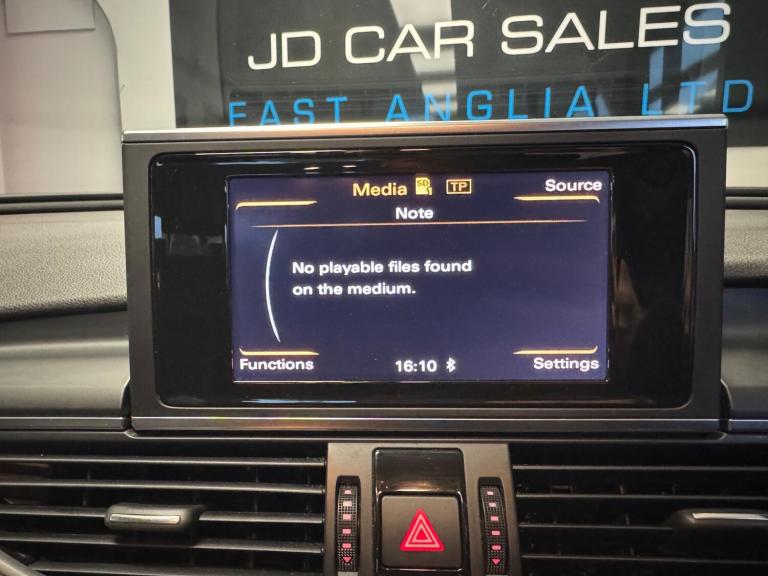 JD CAR SALES
EAST ANGLIA LTD
Media SD 1 TP Source
Note
No playable files found
on the medium.
Functions 16:10 Settings